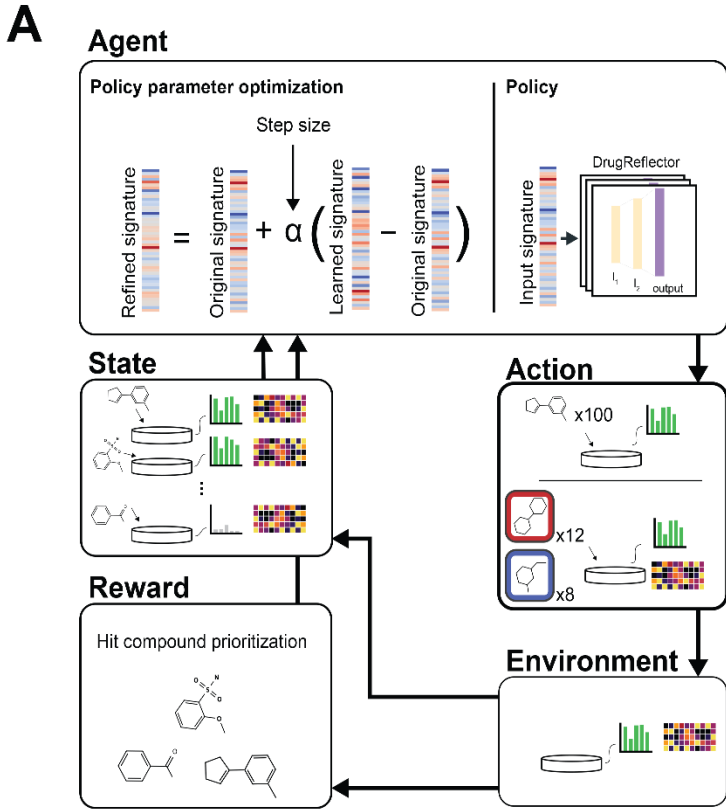 A
Agent
Policy parameter optimization
Policy
Step size
DrugReflector
Refined signature
=
Original signature
+ α (
Learned signature
−
Original signature
)
Input signature
l1
l2
output
State
Action
x100
x12
x8
Reward
Hit compound prioritization
N
O
S
O
O
O
Environment